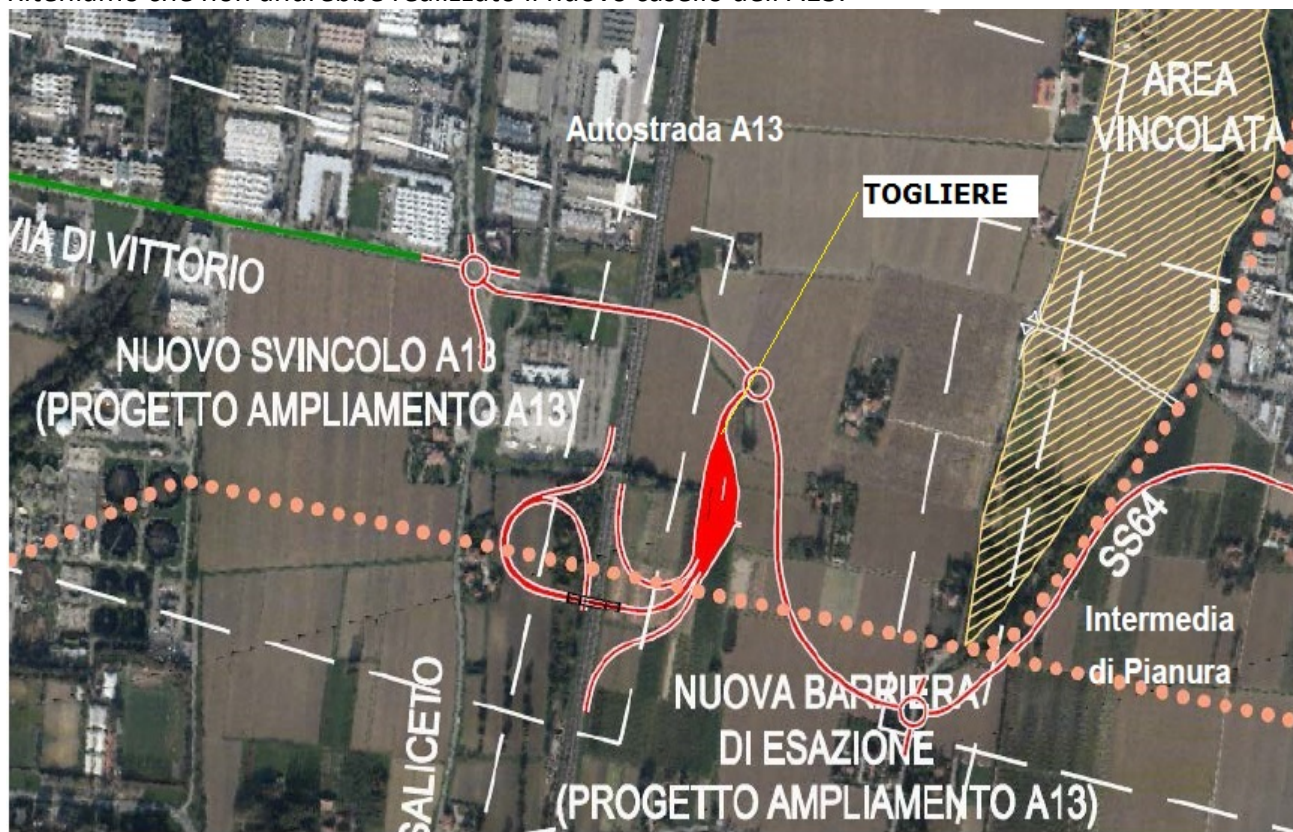 Riteniamo che non andrebbe realizzato il nuovo casello dell'A13:
AREA
VINCOLATA
Autostrada A13
TOGLIERE
VIA DI VITTORIO
NUOVO SVINCOLO A13
(PROGETTO AMPLIAMENTO A13)
SS64
Intermedia
di Pianura
NUOVA BARRIERA
DI ESAZIONE
(PROGETTO AMPLIAMENTO A13)
SALICETO